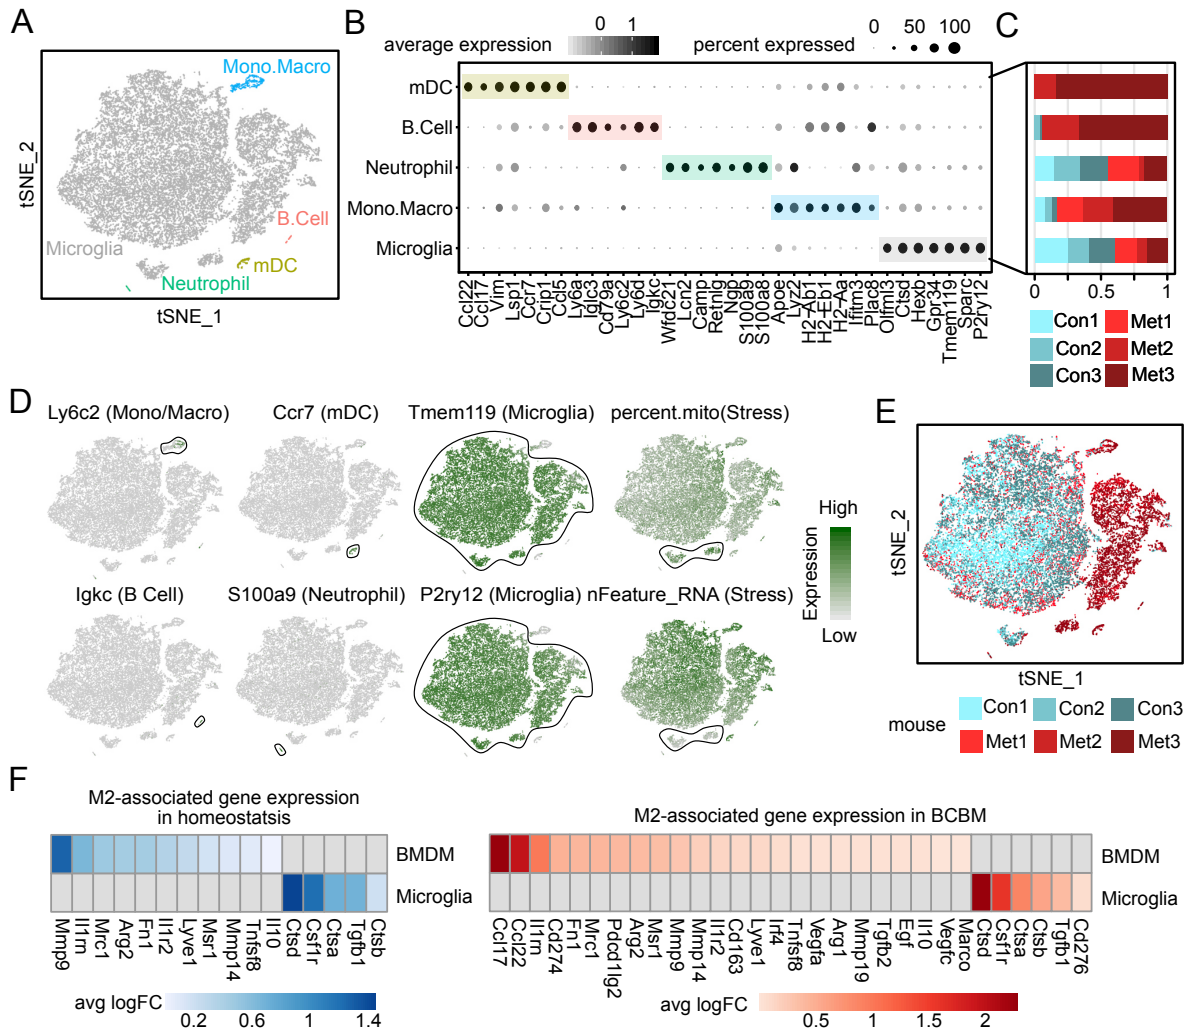 A
Mono.Macro
B.Cell
mDC
Neutrophil
Microglia
tSNE_1
tSNE_2
B
average expression
0 1
percent expressed
0 50 100
mDC
B.Cell
Neutrophil
Mono.Macro
Microglia
Ccl22
Ccl17
Vim
Lsp1
Ccr7
Crip1
Ccl5
Ly6a
Iglc3
Cd79a
Ly6c2
Ly6d
Igkc
Wfdc21
Lcn2
Camp
Retnlg
Ngp
S100a9
S100a8
Apoe
Lyz2
H2-Ab1
H2-Eb1
H2-Aa
Ifitm3
Plac8
Olfml3
Ctsd
Hexb
Gpr34
Tmem119
Sparc
P2ry12
C
0 0.5 1
Con1 Met1
Con2 Met2
Con3 Met3
D
Ly6c2 (Mono/Macro)
Ccr7 (mDC)
Tmem119 (Microglia)
percent.mito(Stress)
Igkc (B Cell)
S100a9 (Neutrophil)
P2ry12 (Microglia)
nFeature_RNA (Stress)
High
Expression
Low
E
tSNE_2
tSNE_1
mouse
Con1 Con2 Con3
Met1 Met2 Met3
F
M2-associated gene expression
in homeostatsis
BMDM
Microglia
Mmp9
Il1rn
Mrc1
Arg2
Fn1
Il1r2
Lyve1
Msr1
Mmp14
Tnfsf8
Il10
Ctsd
Csf1r
Ctsa
Tgfb1
Ctsb
avg logFC
0.2 0.6 1 1.4
M2-associated gene expression in BCBM
BMDM
Microglia
Ccl17
Ccl22
Il1rn
Cd274
Fn1
Mrc1
Pdcd1lg2
Arg2
Msr1
Mmp9
Mmp14
Il1r2
Cd163
Lyve1
Irf4
Tnfsf8
Vegfa
Arg1
Mmp19
Tgfb2
Egf
Il10
Vegfc
Marco
Ctsd
Csf1r
Ctsa
Ctsb
Tgfb1
Cd276
avg logFC
0.5 1 1.5 2